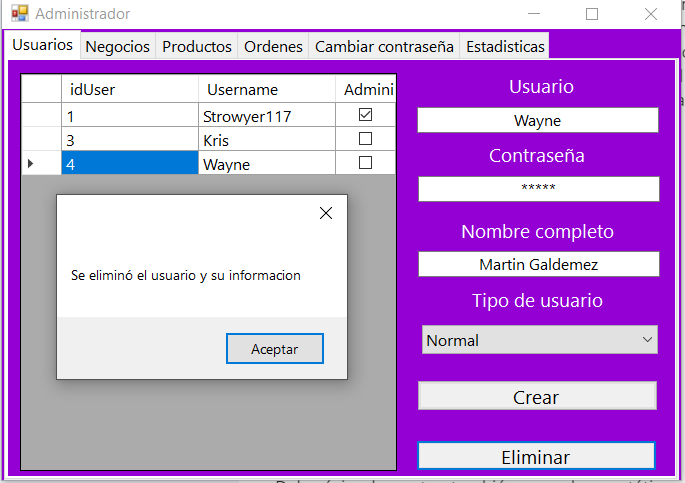 Administrador
Usuarios Negocios Productos Ordenes Cambiar contraseña Estadisticas
idUser Username Admini
1 Strowyer117
3 Kris
4 Wayne
Se eliminó el usuario y su informacion
Aceptar
Usuario
Wayne
Contraseña
*****
Nombre completo
Martin Galdemez
Tipo de usuario
Normal
Crear
Eliminar